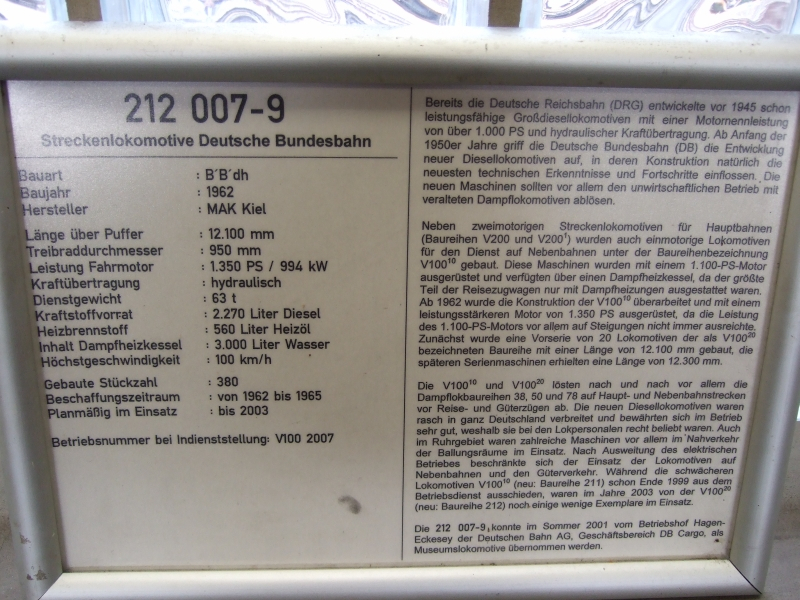 212 007-9
Streckenlokomotive Deutsche Bundesbahn
Bauart : B´B´dh
Baujahr : 1962
Hersteller : MAK Kiel
Länge über Puffer : 12.100 mm
Treibraddurchmesser : 950 mm
Leistung Fahrmotor : 1.350 PS / 994 kW
Kraftübertragung : hydraulisch
Dienstgewicht : 63 t
Kraftstoffvorrat : 2.270 Liter Diesel
Heizbrennstoff : 560 Liter Heizöl
Inhalt Dampfheizkessel : 3.000 Liter Wasser
Höchstgeschwindigkeit : 100 km/h
Gebaute Stückzahl : 380
Beschaffungszeitraum : von 1962 bis 1965
Planmäßig im Einsatz : bis 2003
Betriebsnummer bei Indienststellung: V100 2007
Bereits die Deutsche Reichsbahn (DRG) entwickelte vor 1945 schon
leistungsfähige Großdiesellokomotiven mit einer Motornennleistung
von über 1.000 PS und hydraulischer Kraftübertragung. Ab Anfang der
1950er Jahre griff die Deutsche Bundesbahn (DB) die Entwicklung
neuer Diesellokomotiven auf, in deren Konstruktion natürlich die
neuesten technischen Erkenntnisse und Fortschritte einflossen. Die
neuen Maschinen sollten vor allem den unwirtschaftlichen Betrieb mit
veralteten Dampflokomotiven ablösen.
Neben zweimotorigen Streckenlokomotiven für Hauptbahnen
(Baureihen V200 und V200¹) wurden auch einmotorige Lokomotiven
für den Dienst auf Nebenbahnen unter der Baureihenbezeichnung
V100¹⁰ gebaut. Diese Maschinen wurden mit einem 1.100-PS-Motor
ausgerüstet und verfügten über einen Dampfheizkessel, da der größte
Teil der Reisezugwagen nur mit Dampfheizungen ausgestattet waren.
Ab 1962 wurde die Konstruktion der V100¹⁰ überarbeitet und mit einem
leistungsstärkeren Motor von 1.350 PS ausgerüstet, da die Leistung
des 1.100-PS-Motors vor allem auf Steigungen nicht immer ausreichte.
Zunächst wurde eine Vorserie von 20 Lokomotiven der als V100²⁰
bezeichneten Baureihe mit einer Länge von 12.100 mm gebaut, die
späteren Serienmaschinen erhielten eine Länge von 12.300 mm.
Die V100¹⁰ und V100²⁰ lösten nach und nach vor allem die
Dampflokbaureihen 38, 50 und 78 auf Haupt- und Nebenbahnstrecken
vor Reise- und Güterzügen ab. Die neuen Diesellokomotiven waren
rasch in ganz Deutschland verbreitet und bewährten sich im Betrieb
sehr gut, weshalb sie bei den Lokpersonalen recht beliebt waren. Auch
im Ruhrgebiet waren zahlreiche Maschinen vor allem im Nahverkehr
der Ballungsräume im Einsatz. Nach Ausweitung des elektrischen
Betriebes beschränkte sich der Einsatz der Lokomotiven auf
Nebenbahnen und den Güterverkehr. Während die schwächeren
Lokomotiven V100¹⁰ (neu: Baureihe 211) schon Ende 1999 aus dem
Betriebsdienst ausschieden, waren im Jahre 2003 von der V100²⁰
(neu: Baureihe 212) noch einige wenige Exemplare im Einsatz.
Die 212 007-9 konnte im Sommer 2001 vom Betriebshof Hagen-
Eckesey der Deutschen Bahn AG, Geschäftsbereich DB Cargo, als
Museumslokomotive übernommen werden.